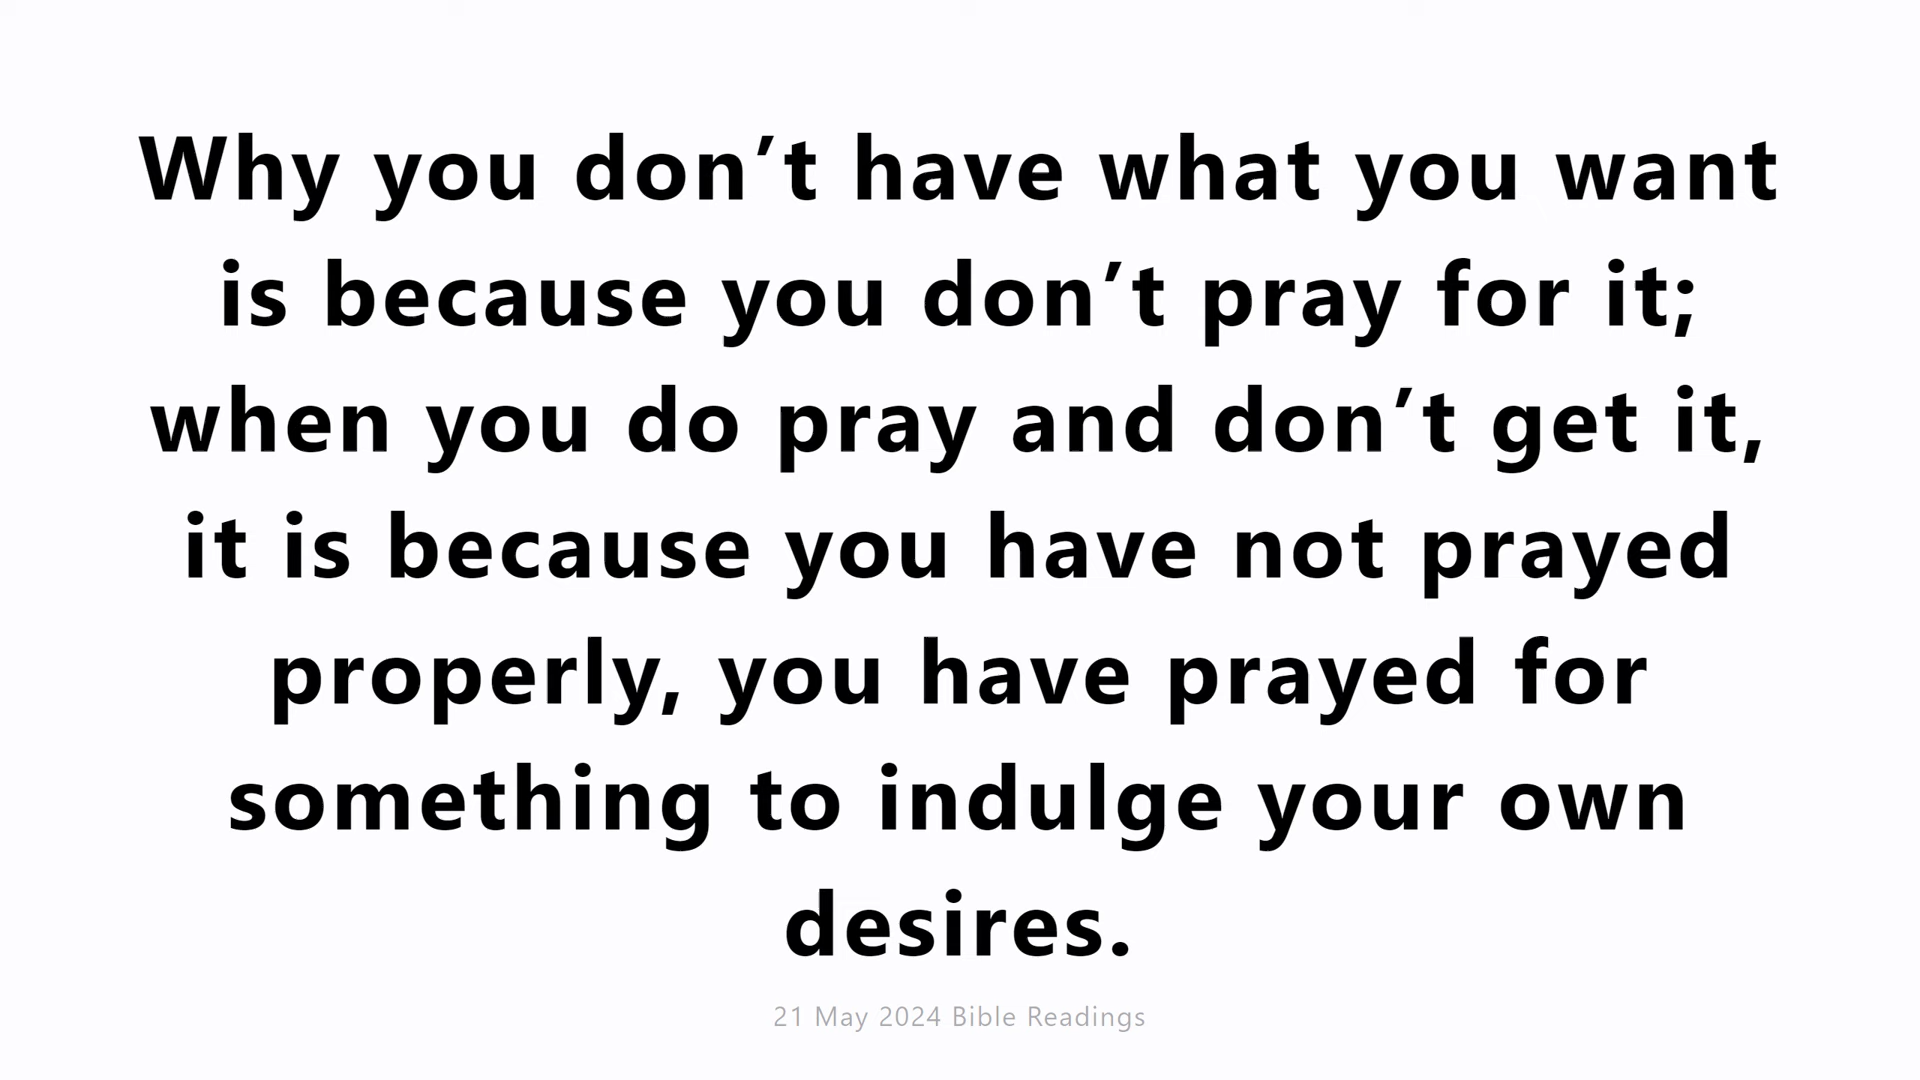 Why you don’t have what you want
is because you don’t pray for it;
when you do pray and don’t get it,
it is because you have not prayed
properly, you have prayed for
something to indulge your own
desires.
21 May 2024 Bible Readings